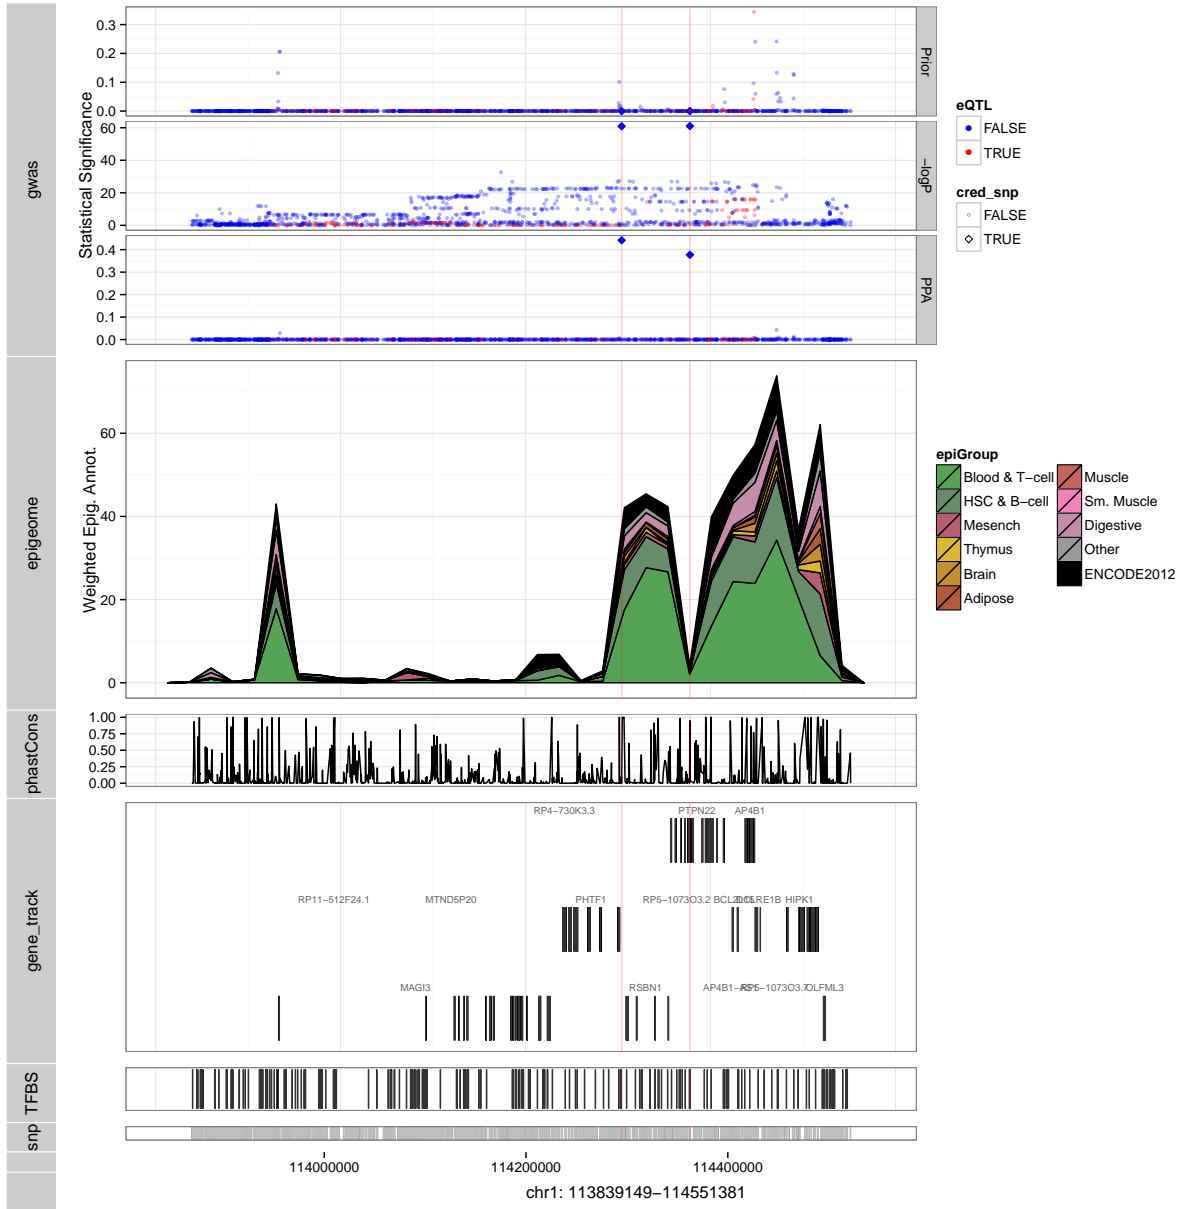 gwas
Statistical Significance
0.3
0.2
0.1
0.0
Prior
60
40
20
0
−logP
0.4
0.3
0.2
0.1
0.0
PPA
eQTL
FALSE
TRUE
cred_snp
FALSE
TRUE
epigeome
Weighted Epig. Annot.
60
40
20
0
epiGroup
Blood & T−cell
HSC & B−cell
Mesench
Thymus
Brain
Adipose
Muscle
Sm. Muscle
Digestive
Other
ENCODE2012
phastCons
1.00
0.75
0.50
0.25
0.00
gene_track
RP4−730K3.3
PTPN22
AP4B1
RP11−512F24.1
MTND5P20
PHTF1
RP5−1073O3.2
HIPK1
MAGI3
RSBN1
OLFML3
TFBS
snp
114000000
114200000
114400000
chr1: 113839149−114551381